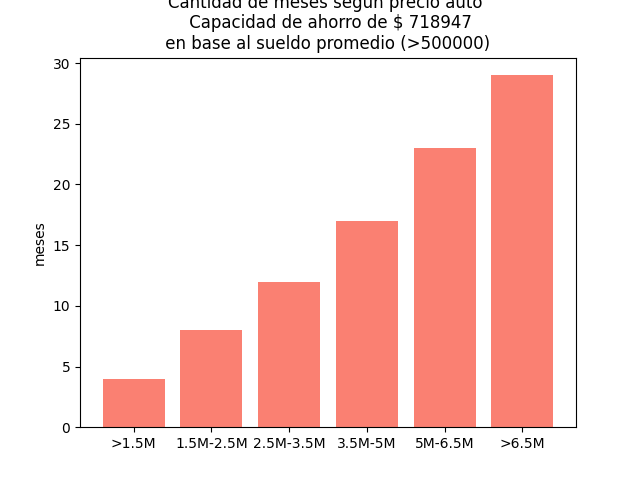 Cantidad de meses segun precio auto
Capacidad de ahorro de $ 718947
en base al sueldo promedio (>500000)
30
25
20
15
10
5
0
meses
>1.5M
1.5M-2.5M
2.5M-3.5M
3.5M-5M
5M-6.5M
>6.5M